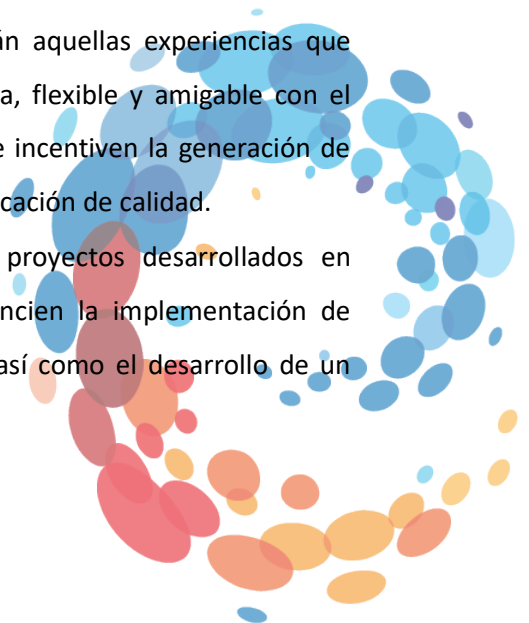 án aquellas experiencias que
a, flexible y amigable con el
e incentiven la generación de
cación de calidad.
proyectos desarrollados en
ncien la implementación de
así como el desarrollo de un